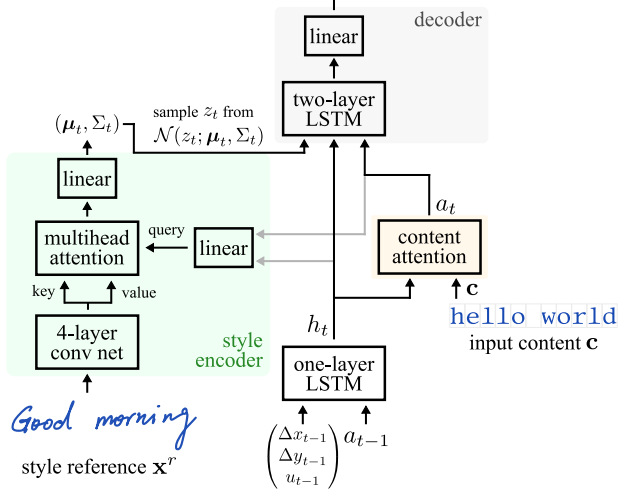 decoder
linear
two-layer
LSTM
(μ_t, Σ_t)
sample z_t from
𝒩(z_t; μ_t, Σ_t)
linear
multihead
attention
query
linear
a_t
content
attention
key
value
c
hello world
input content c
4-layer
conv net
style
encoder
h_t
one-layer
LSTM
Good morning
style reference x^r
Δx_{t−1}
Δy_{t−1}
u_{t−1}
a_{t−1}